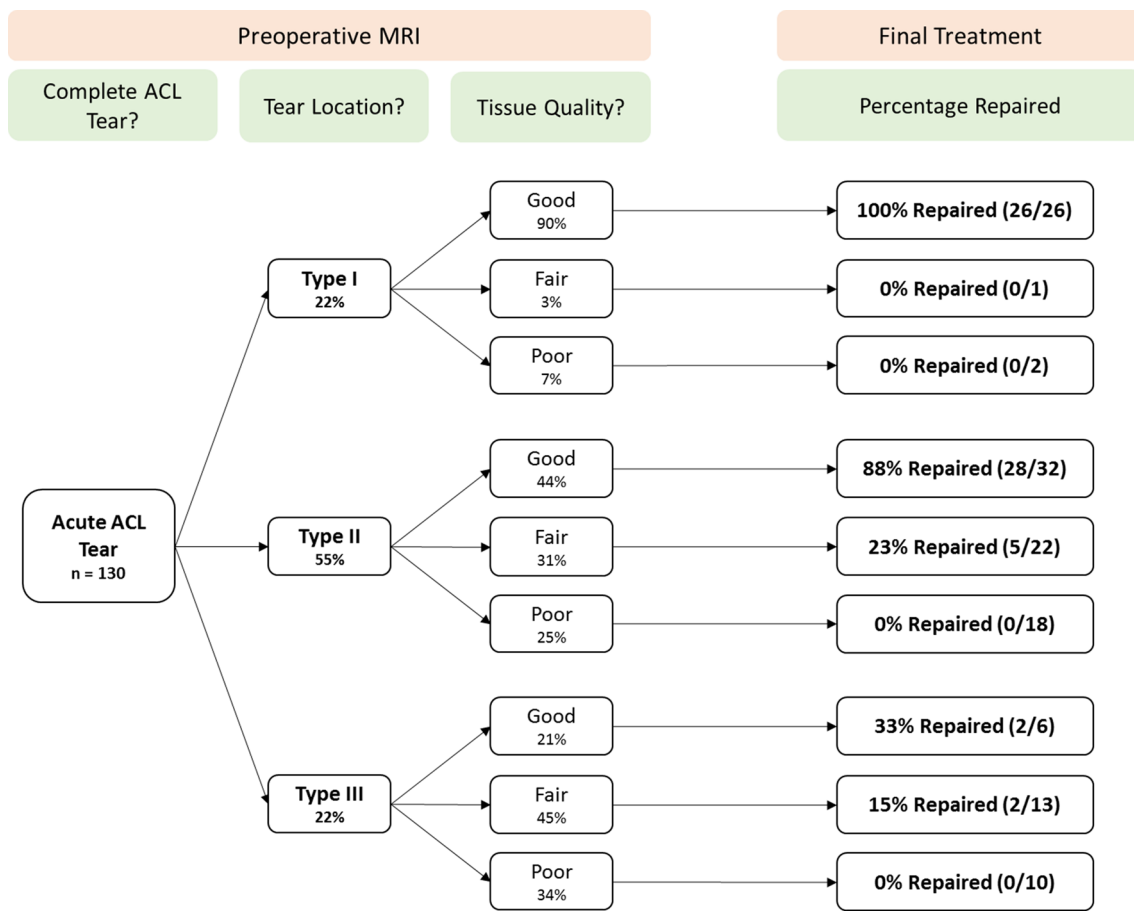 Preoperative MRI
Final Treatment
Complete ACL
Tear?
Tear Location?
Tissue Quality?
Percentage Repaired
Good
90%
100% Repaired (26/26)
Type I
22%
Fair
3%
0% Repaired (0/1)
Poor
7%
0% Repaired (0/2)
Good
44%
88% Repaired (28/32)
Acute ACL
Tear
n = 130
Type II
55%
Fair
31%
23% Repaired (5/22)
Poor
25%
0% Repaired (0/18)
Good
21%
33% Repaired (2/6)
Type III
22%
Fair
45%
15% Repaired (2/13)
Poor
34%
0% Repaired (0/10)